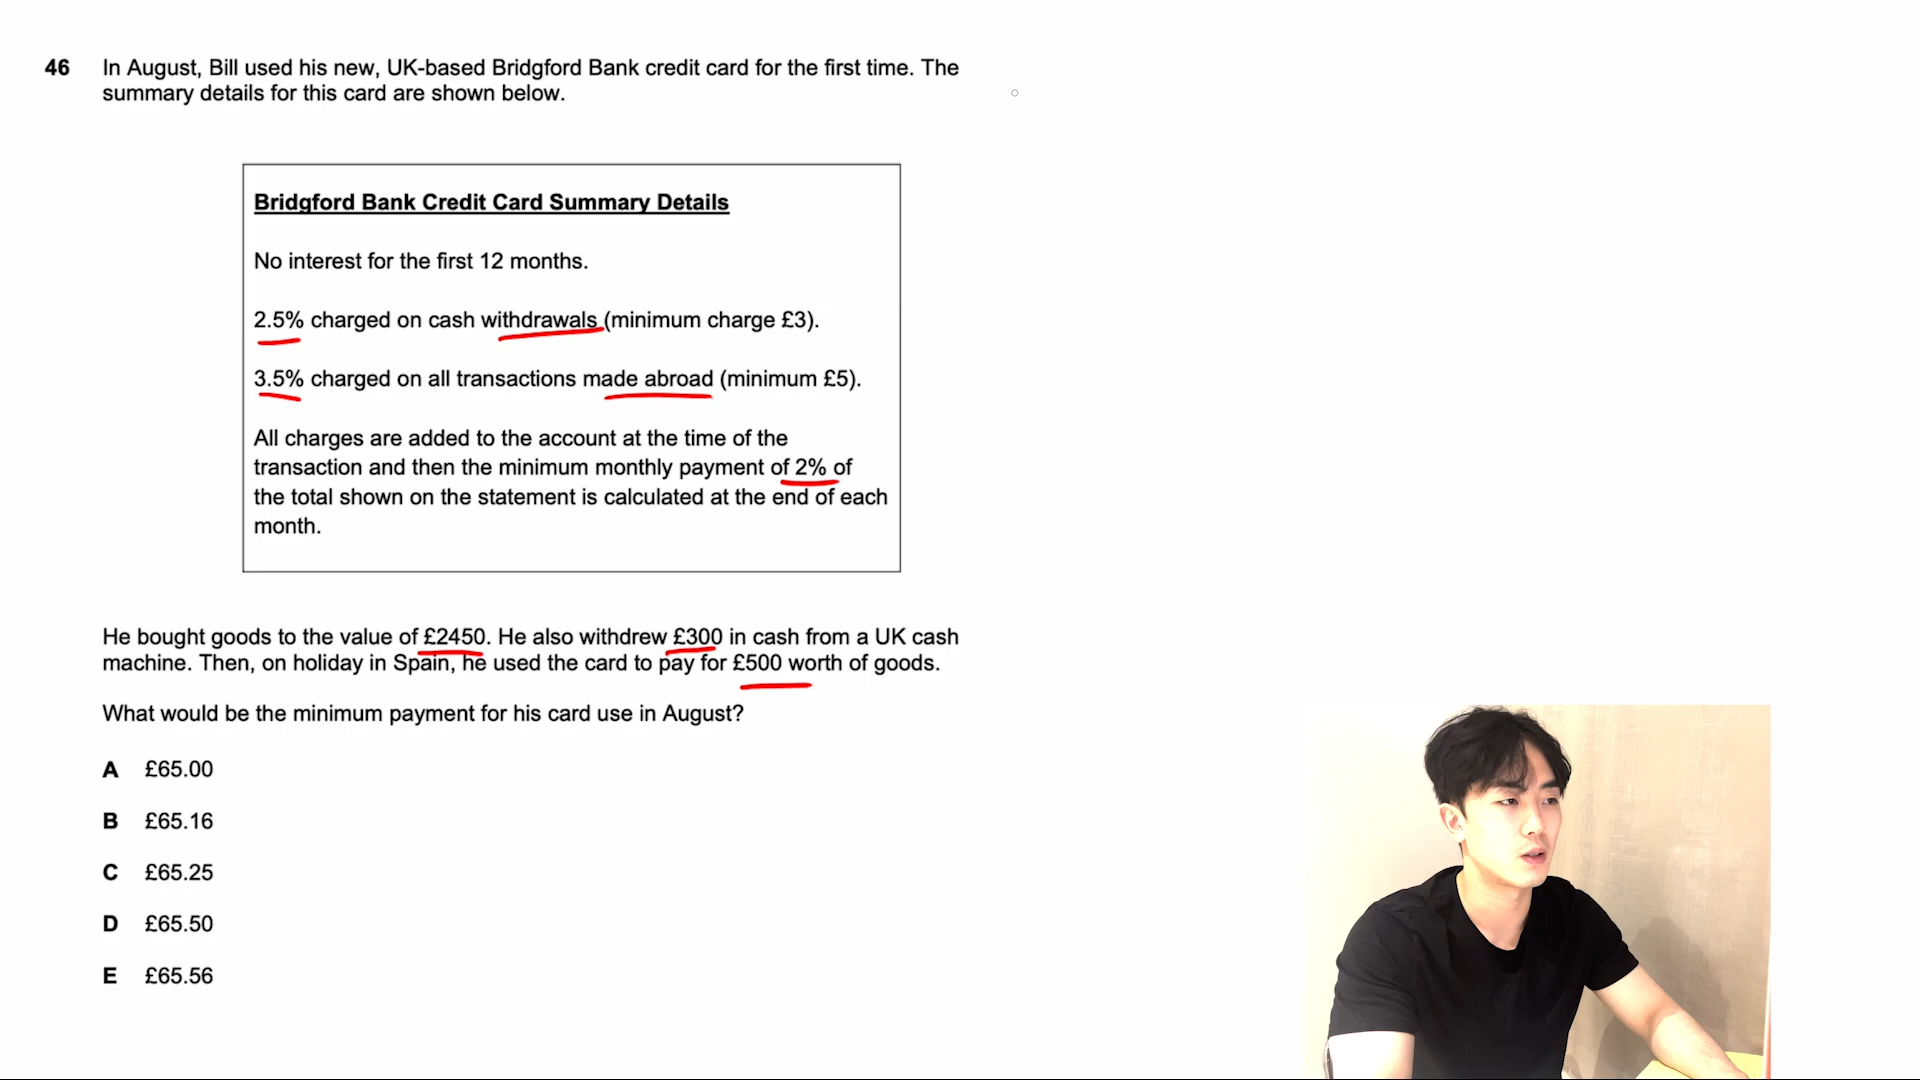 46 In August, Bill used his new, UK-based Bridgford Bank credit card for the first time. The
summary details for this card are shown below.
Bridgford Bank Credit Card Summary Details
No interest for the first 12 months.
2.5% charged on cash withdrawals (minimum charge £3).
3.5% charged on all transactions made abroad (minimum £5).
All charges are added to the account at the time of the
transaction and then the minimum monthly payment of 2% of
the total shown on the statement is calculated at the end of each
month.
He bought goods to the value of £2450. He also withdrew £300 in cash from a UK cash
machine. Then, on holiday in Spain, he used the card to pay for £500 worth of goods.
What would be the minimum payment for his card use in August?
A £65.00
B £65.16
C £65.25
D £65.50
E £65.56